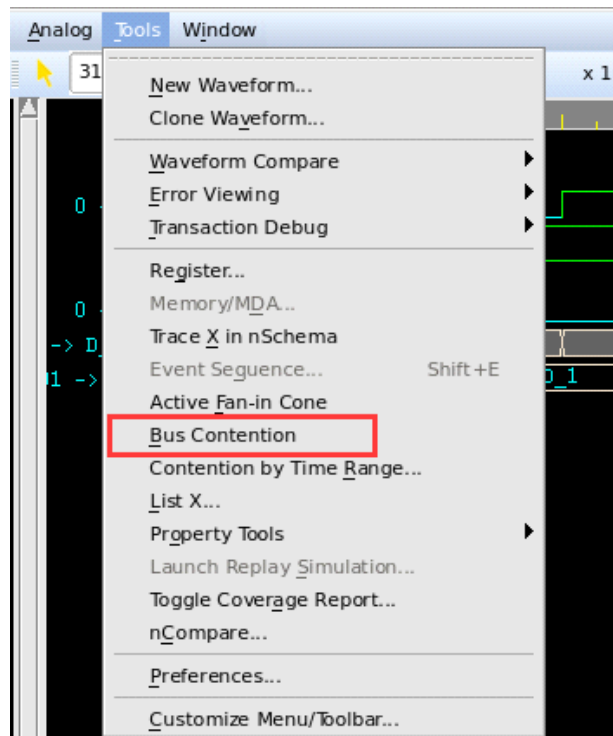 Analog Tools Window
31 x 1
New Waveform...
Clone Waveform...
Waveform Compare
Error Viewing
0
Transaction Debug
Register...
Memory/MDA...
0
Trace X in nSchema
-> D_
Event Sequence... Shift+E
1 -> D_1
Active Fan-in Cone
Bus Contention
Contention by Time Range...
List X...
Property Tools
Launch Replay Simulation...
Toggle Coverage Report...
nCompare...
Preferences...
Customize Menu/Toolbar...